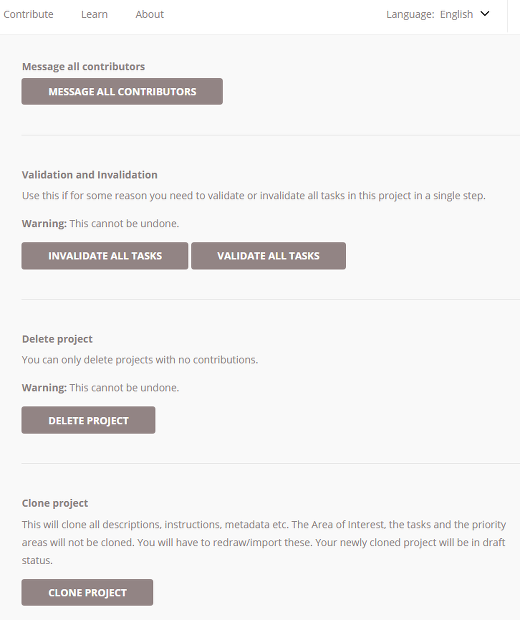 Contribute Learn About Language: English
Message all contributors
MESSAGE ALL CONTRIBUTORS
Validation and Invalidation
Use this if for some reason you need to validate or invalidate all tasks in this project in a single step.
Warning: This cannot be undone.
INVALIDATE ALL TASKS VALIDATE ALL TASKS
Delete project
You can only delete projects with no contributions.
Warning: This cannot be undone.
DELETE PROJECT
Clone project
This will clone all descriptions, instructions, metadata etc. The Area of Interest, the tasks and the priority
areas will not be cloned. You will have to redraw/import these. Your newly cloned project will be in draft
status.
CLONE PROJECT